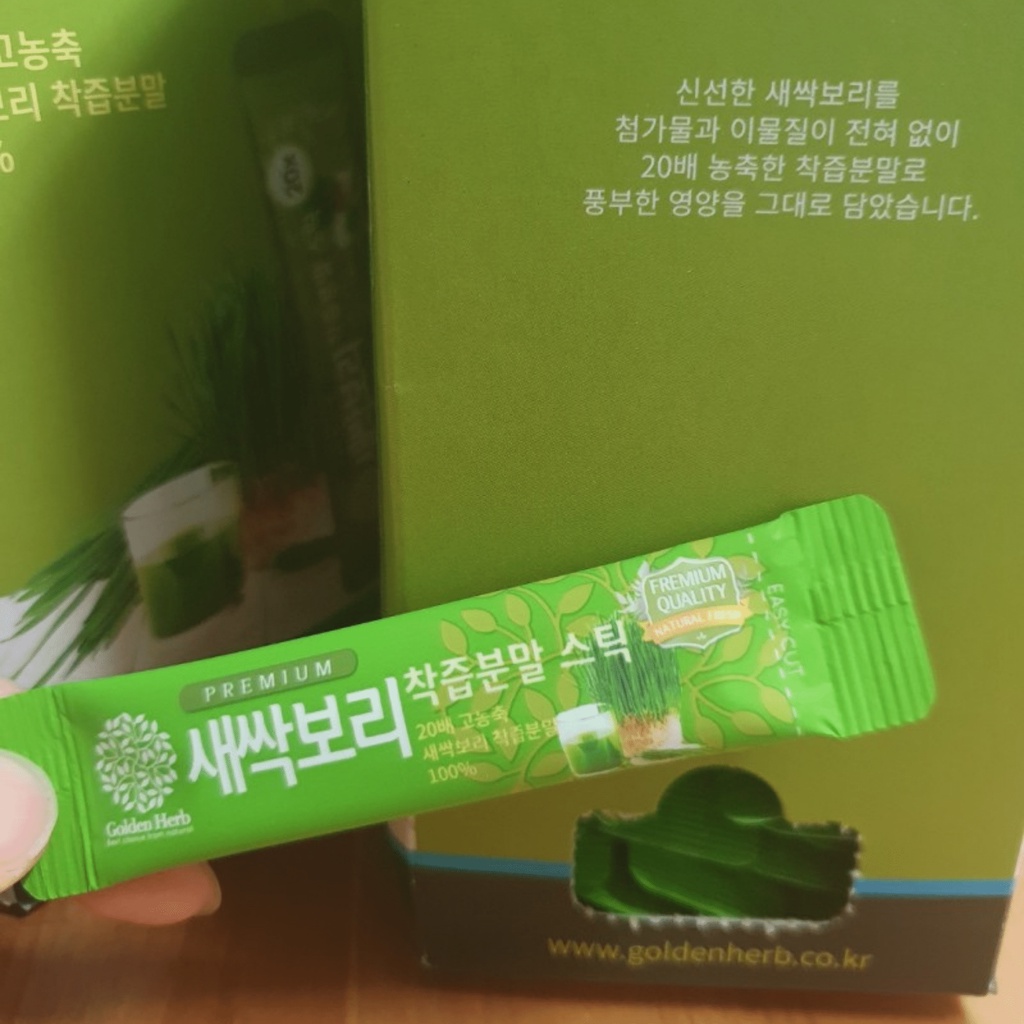 고농축
보리 착즙분말
%
20X
신선한 새싹보리를
첨가물과 이물질이 전혀 없이
20배 농축한 착즙분말로
풍부한 영양을 그대로 담았습니다.
PREMIUM
새싹보리 착즙분말 스틱
20배 고농축
새싹보리 착즙분말
100%
FREMIUM
QUALITY
NATURAL FRESH
EASY CUT
Golden Herb
www.goldenherb.co.kr